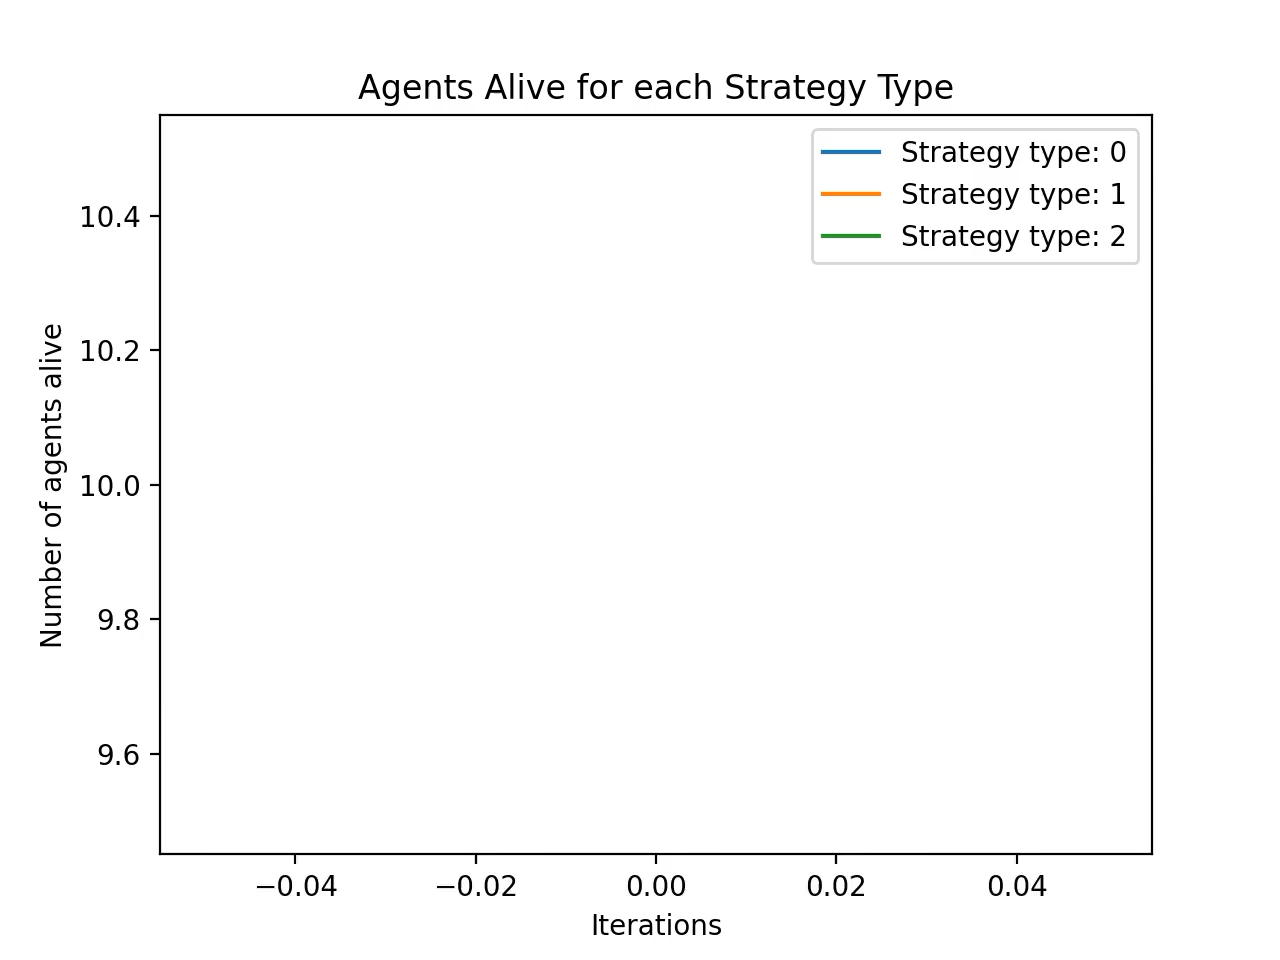 Agents Alive for each Strategy Type
Strategy type: 0
Strategy type: 1
Strategy type: 2
Number of agents alive
10.4
10.2
10.0
9.8
9.6
−0.04
−0.02
0.00
0.02
0.04
Iterations